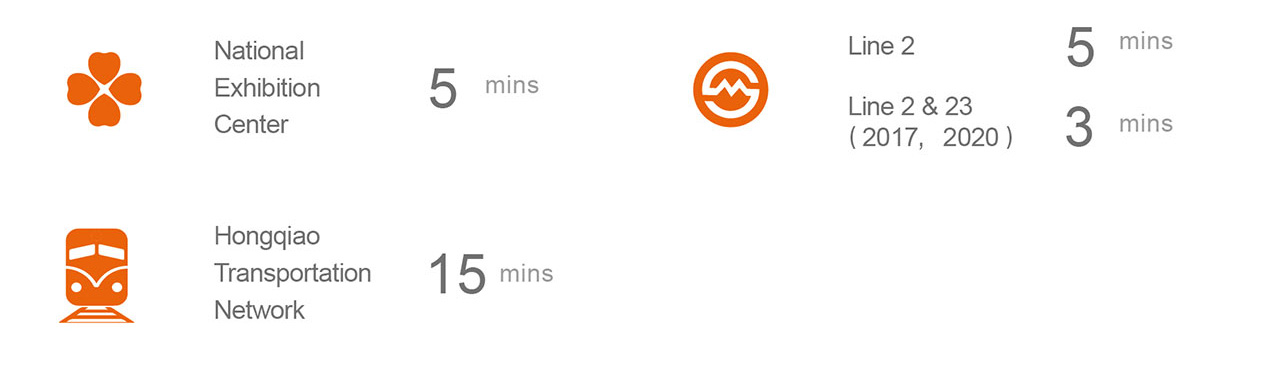 National
Exhibition
Center
5 mins
Line 2
5 mins
Line 2 & 23
( 2017, 2020 )
3 mins
Hongqiao
Transportation
Network
15 mins